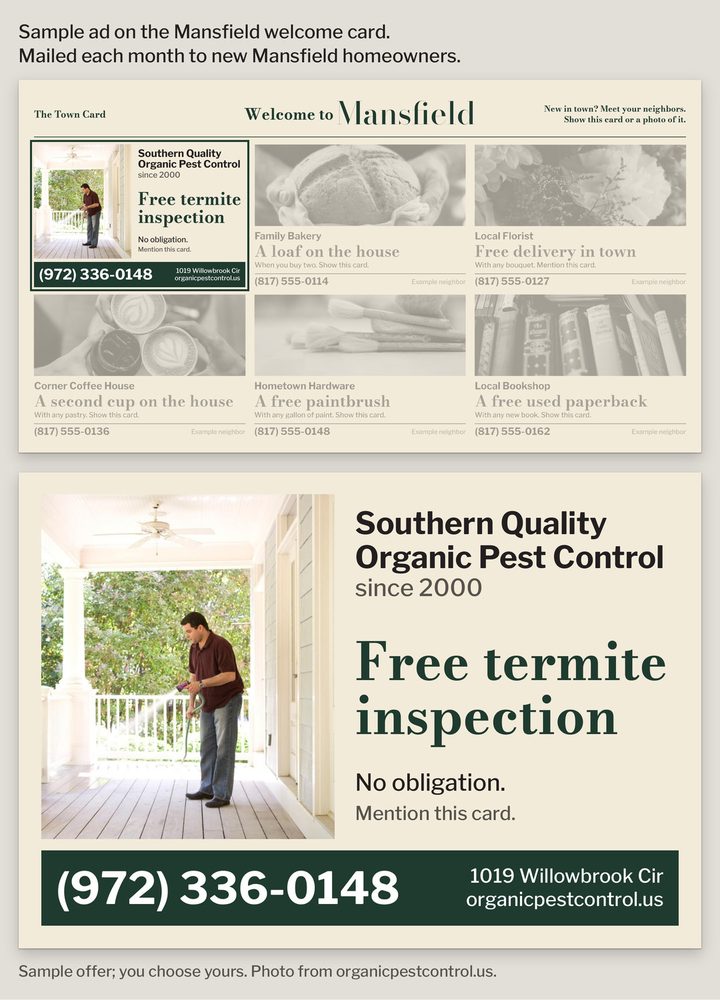 Sample ad on the Mansfield welcome card.
Mailed each month to new Mansfield homeowners.
The Town Card
Welcome to Mansfield
New in town? Meet your neighbors.
Show this card or a photo of it.
Southern Quality
Organic Pest Control
since 2000
Free termite
inspection
No obligation.
Mention this card.
(972) 336-0148
1019 Willowbrook Cir
organicpestcontrol.us
Family Bakery
A loaf on the house
When you buy two. Show this card.
(817) 555-0114
Example neighbor
Local Florist
Free delivery in town
With any bouquet. Mention this card.
(817) 555-0127
Example neighbor
Corner Coffee House
A second cup on the house
With any pastry. Show this card.
(817) 555-0136
Example neighbor
Hometown Hardware
A free paintbrush
With any gallon of paint. Show this card.
(817) 555-0148
Example neighbor
Local Bookshop
A free used paperback
With any new book. Show this card.
(817) 555-0162
Example neighbor
Southern Quality
Organic Pest Control
since 2000
Free termite
inspection
No obligation.
Mention this card.
(972) 336-0148
1019 Willowbrook Cir
organicpestcontrol.us
Sample offer; you choose yours. Photo from organicpestcontrol.us.